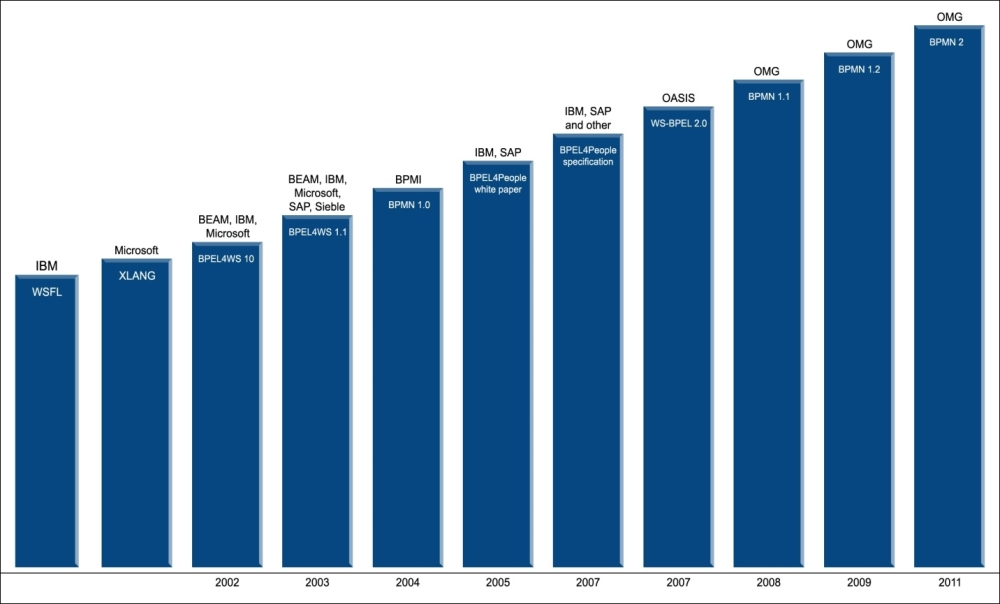 IBM
WSFL
Microsoft
XLANG
BEAM, IBM,
Microsoft
BPEL4WS 10
2002
BEAM, IBM,
Microsoft,
SAP, Sieble
BPEL4WS 1.1
2003
BPMI
BPMN 1.0
2004
IBM, SAP
BPEL4People
white paper
2005
IBM, SAP
and other
BPEL4People
specification
2007
OASIS
WS-BPEL 2.0
2007
OMG
BPMN 1.1
2008
OMG
BPMN 1.2
2009
OMG
BPMN 2
2011